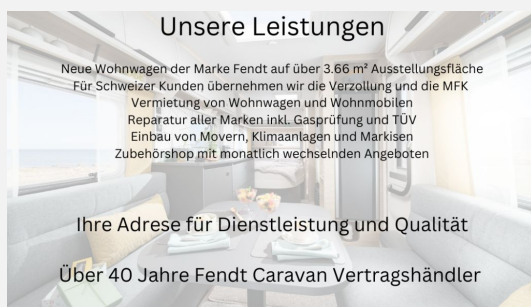 Unsere Leistungen
Neue Wohnwagen der Marke Fendt auf über 3.66 m² Ausstellungsfläche
Für Schweizer Kunden übernehmen wir die Verzollung und die MFK
Vermietung von Wohnwagen und Wohnmobilen
Reparatur aller Marken inkl. Gasprüfung und TÜV
Einbau von Movern, Klimaanlagen und Markisen
Zubehörshop mit monatlich wechselnden Angeboten
Ihre Adresse für Dienstleistung und Qualität
Über 40 Jahre Fendt Caravan Vertragshändler